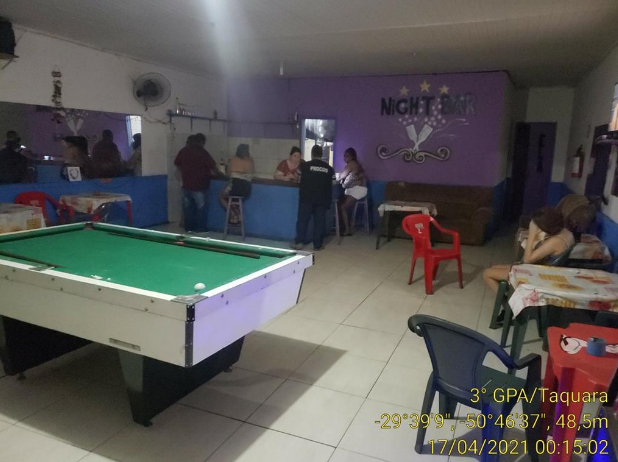 NIGHT BAR
PROCON
3° GPA/Taquara
-29°39'9", -50°46'37", 48,5m
17/04/2021 00:15:02